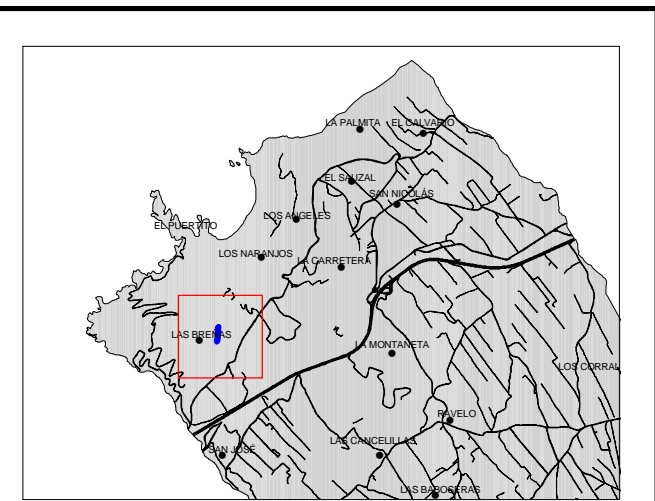 LA PALMITA
EL CALVARIO
EL SAUZAL
SAN NICOLÁS
LOS ANGELES
EL PUERTITO
LOS NARANJOS
LA CARRETERA
LAS BREÑAS
LA MONTAÑETA
LOS CORRAL
RAVELO
LAS CANCELILLAS
SAN JOSÉ
LAS BABOCERAS